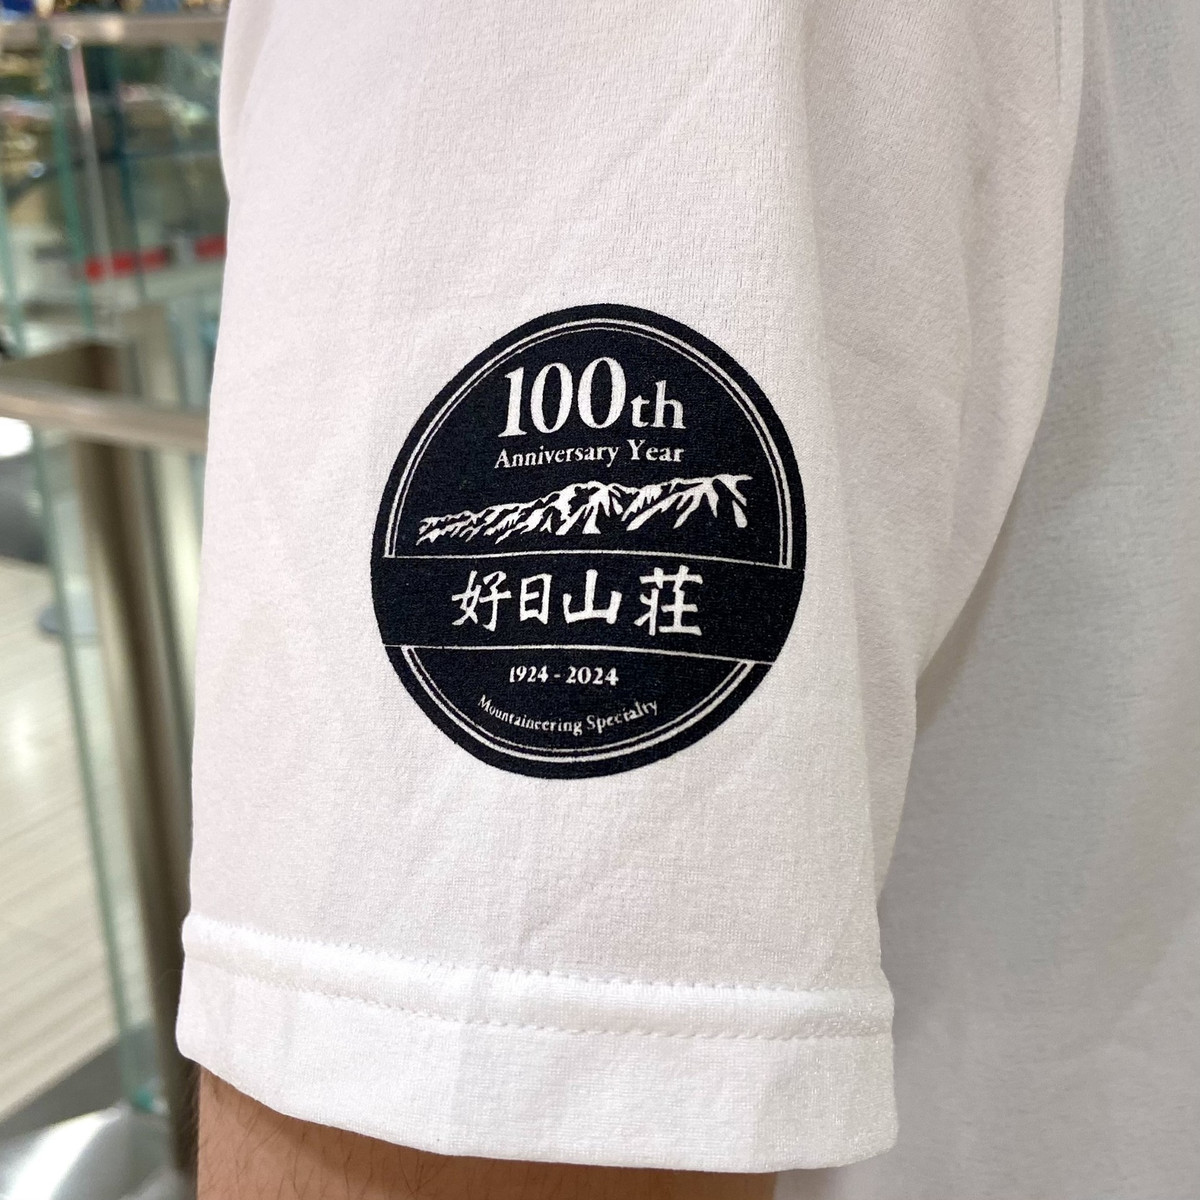 100th
Anniversary Year
好日山荘
1924 - 2024
Mountaineering Specialty